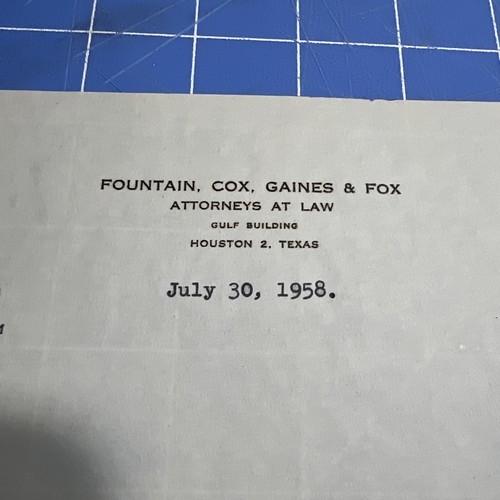 FOUNTAIN, COX, GAINES & FOX
ATTORNEYS AT LAW
GULF BUILDING
HOUSTON 2, TEXAS
July 30, 1958.